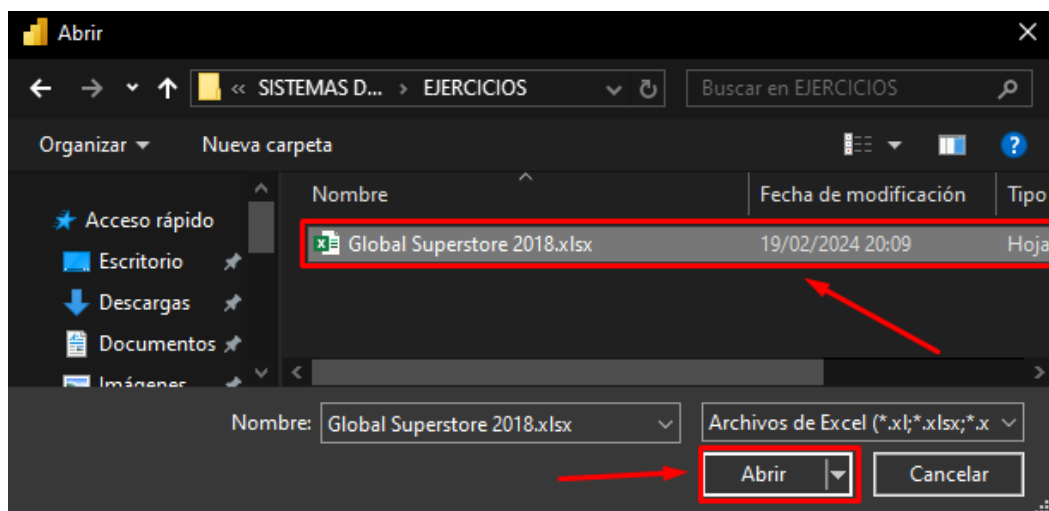 Abrir
« SISTEMAS D... › EJERCICIOS
Buscar en EJERCICIOS
Organizar
Nueva carpeta
Nombre
Fecha de modificación
Tipo
Acceso rápido
Escritorio
Descargas
Documentos
Imágenes
Global Superstore 2018.xlsx
19/02/2024 20:09
Hoja
Nombre:
Global Superstore 2018.xlsx
Archivos de Excel (*.xl;*.xlsx;*.x
Abrir
Cancelar